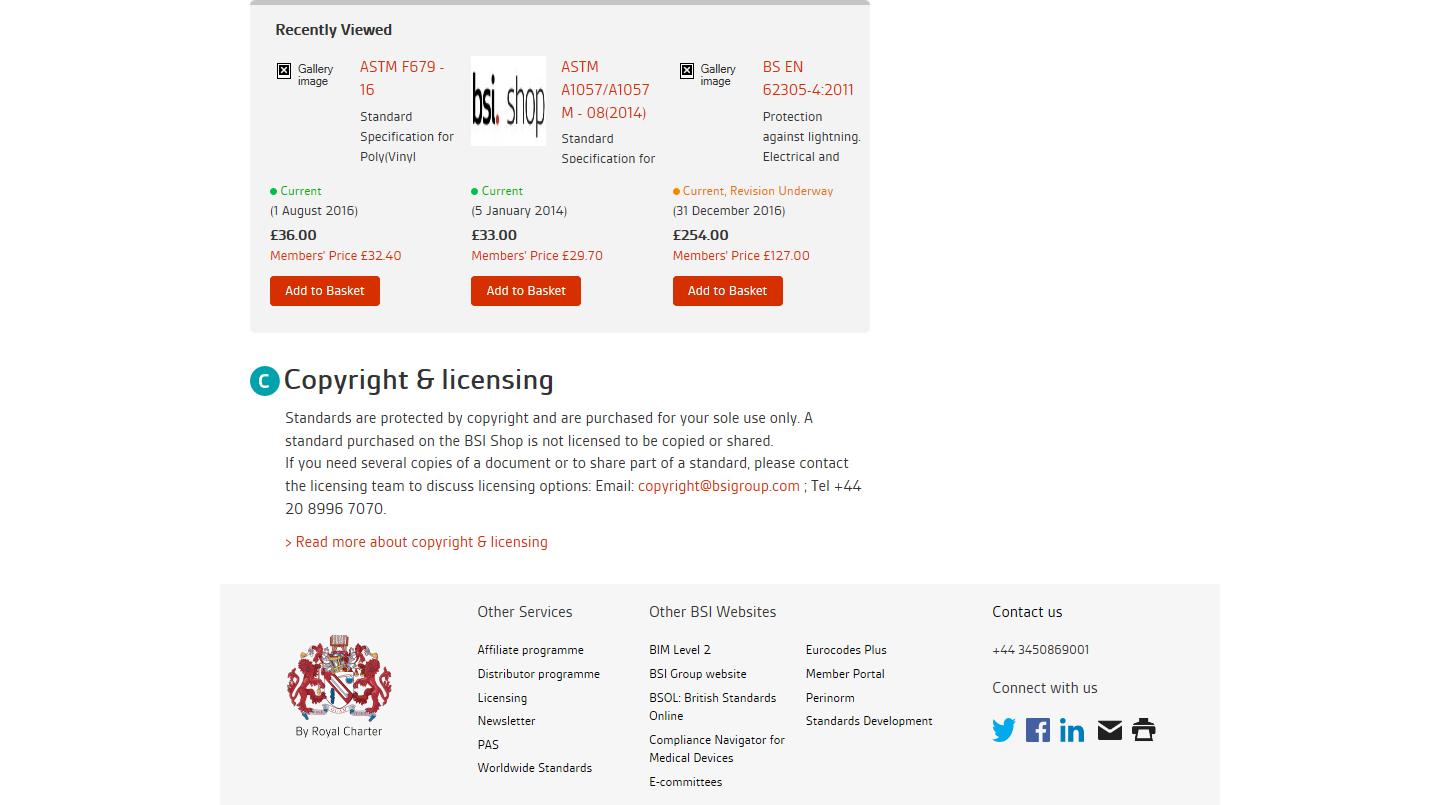 Recently Viewed
Gallery
image
ASTM F679 -
16
Standard
Specification for
Poly(Vinyl
Current
(1 August 2016)
£36.00
Members' Price £32.40
Add to Basket
bsi. shop
ASTM
A1057/A1057
M - 08(2014)
Standard
Specification for
Current
(5 January 2014)
£33.00
Members' Price £29.70
Add to Basket
Gallery
image
BS EN
62305-4:2011
Protection
against lightning.
Electrical and
Current, Revision Underway
(31 December 2016)
£254.00
Members' Price £127.00
Add to Basket
C Copyright & licensing
Standards are protected by copyright and are purchased for your sole use only. A
standard purchased on the BSI Shop is not licensed to be copied or shared.
If you need several copies of a document or to share part of a standard, please contact
the licensing team to discuss licensing options: Email: copyright@bsigroup.com ; Tel +44
20 8996 7070.
> Read more about copyright & licensing
By Royal Charter
Other Services
Affiliate programme
Distributor programme
Licensing
Newsletter
PAS
Worldwide Standards
Other BSI Websites
BIM Level 2
BSI Group website
BSOL: British Standards
Online
Compliance Navigator for
Medical Devices
E-committees
Eurocodes Plus
Member Portal
Perinorm
Standards Development
Contact us
+44 3450869001
Connect with us